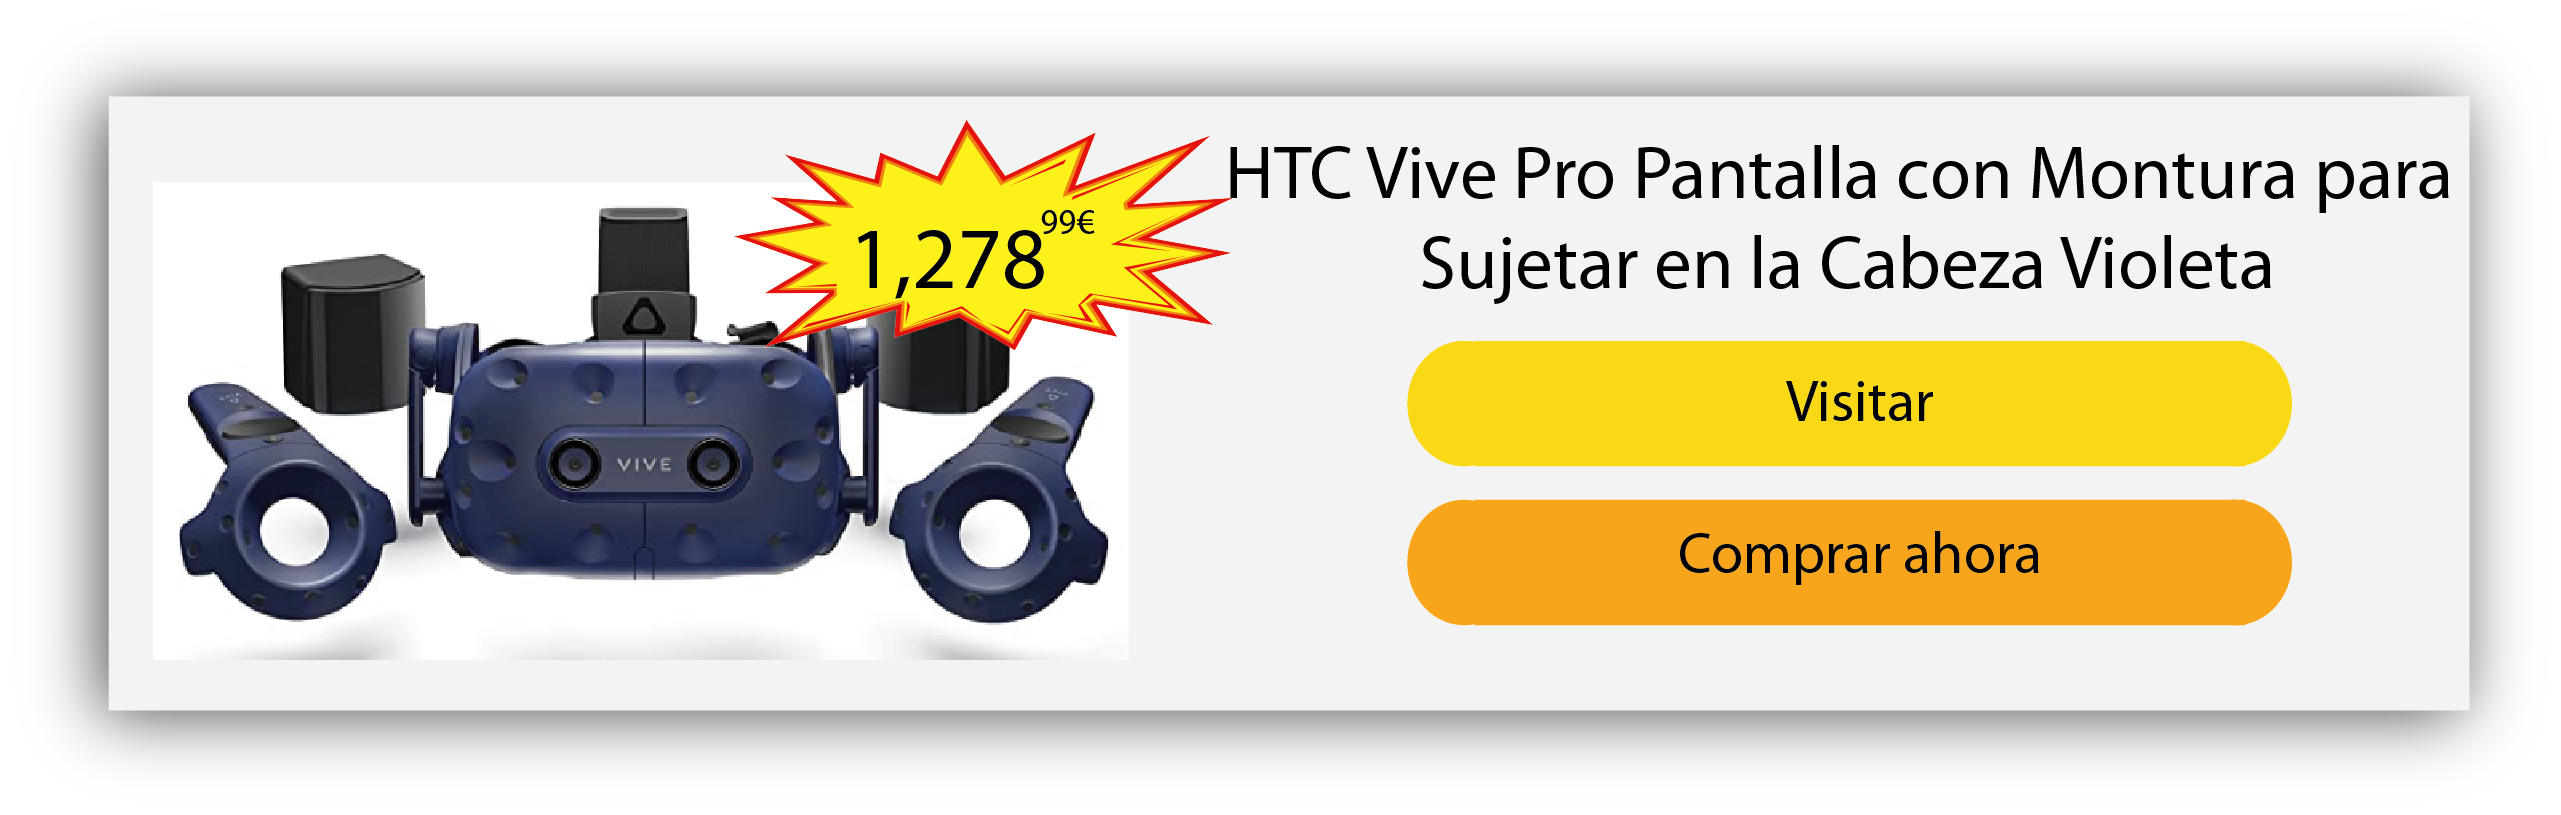 1,278 99€
HTC Vive Pro Pantalla con Montura para
Sujetar en la Cabeza Violeta
VIVE
Visitar
Comprar ahora